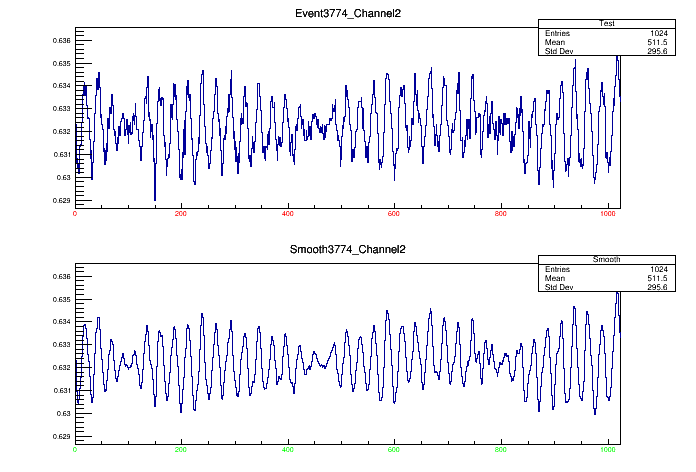 Event3774_Channel2
Test
Entries 1024
Mean 511.5
Std Dev 295.6
0.636
0.635
0.634
0.633
0.632
0.631
0.63
0.629
0 200 400 600 800 1000
Smooth3774_Channel2
Smooth
Entries 1024
Mean 511.5
Std Dev 295.6
0.636
0.635
0.634
0.633
0.632
0.631
0.63
0.629
0 200 400 600 800 1000